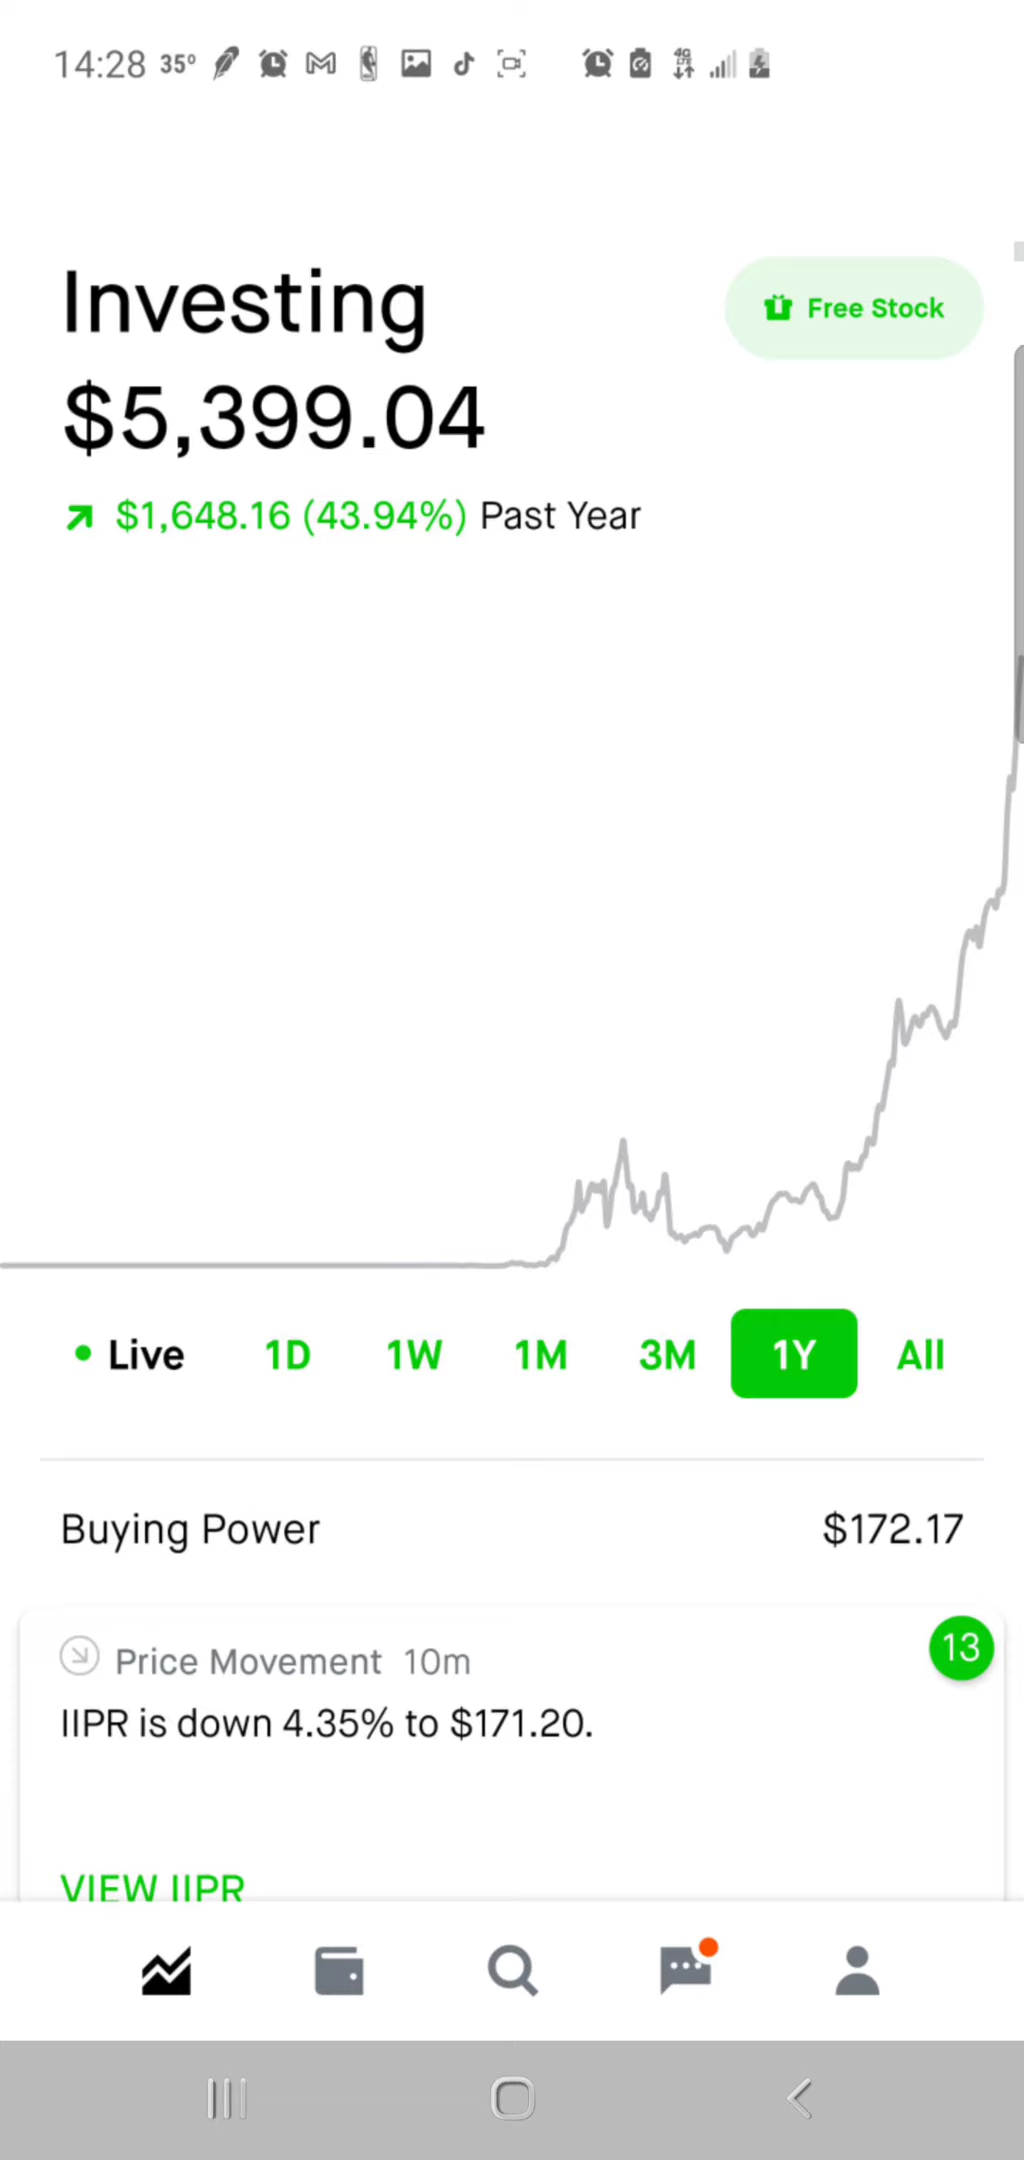 14:28 35°
4G LTE
Investing
Free Stock
$5,399.04
$1,648.16 (43.94%) Past Year
Live 1D 1W 1M 3M 1Y All
Buying Power $172.17
Price Movement 10m 13
IIPR is down 4.35% to $171.20.
VIEW IIPR